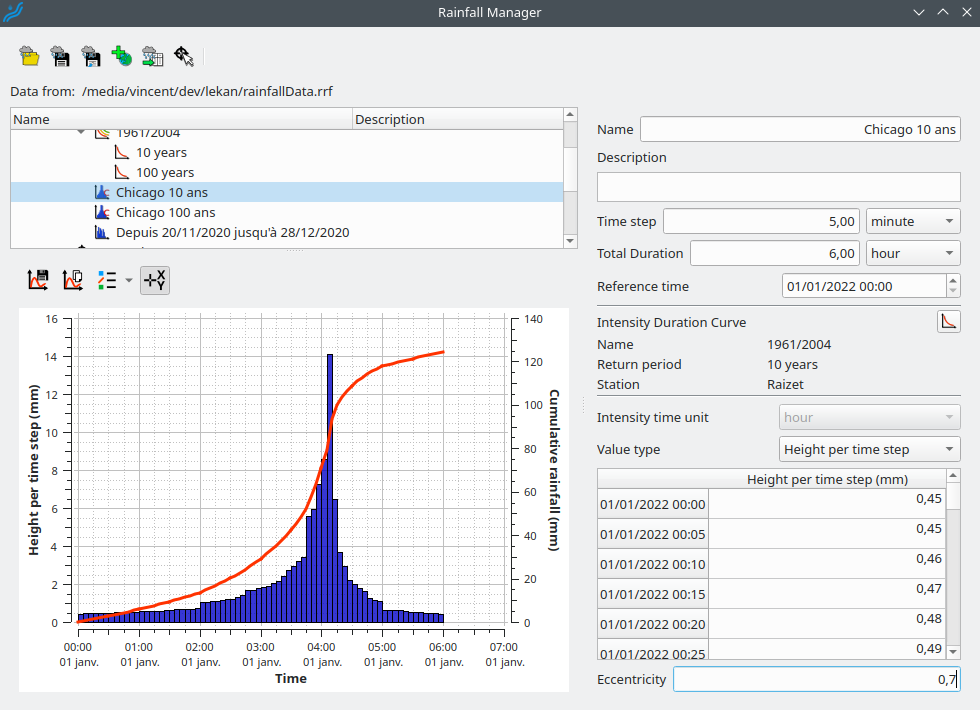 Rainfall Manager
Data from: /media/vincent/dev/lekan/rainfallData.rrf
Name Description
1961/2004
10 years
100 years
Chicago 10 ans
Chicago 100 ans
Depuis 20/11/2020 jusqu'à 28/12/2020
X
Y
16
14
12
10
8
6
4
2
0
Height per time step (mm)
140
120
100
80
60
40
20
0
Cumulative rainfall (mm)
00:00 01:00 02:00 03:00 04:00 05:00 06:00 07:00
01 janv. 01 janv. 01 janv. 01 janv. 01 janv. 01 janv. 01 janv. 01 janv.
Time
Name Chicago 10 ans
Description
Time step 5,00 minute
Total Duration 6,00 hour
Reference time 01/01/2022 00:00
Intensity Duration Curve
Name 1961/2004
Return period 10 years
Station Raizet
Intensity time unit hour
Value type Height per time step
Height per time step (mm)
01/01/2022 00:00 0,45
01/01/2022 00:05 0,45
01/01/2022 00:10 0,46
01/01/2022 00:15 0,47
01/01/2022 00:20 0,48
01/01/2022 00:25 0,49
Eccentricity 0,7